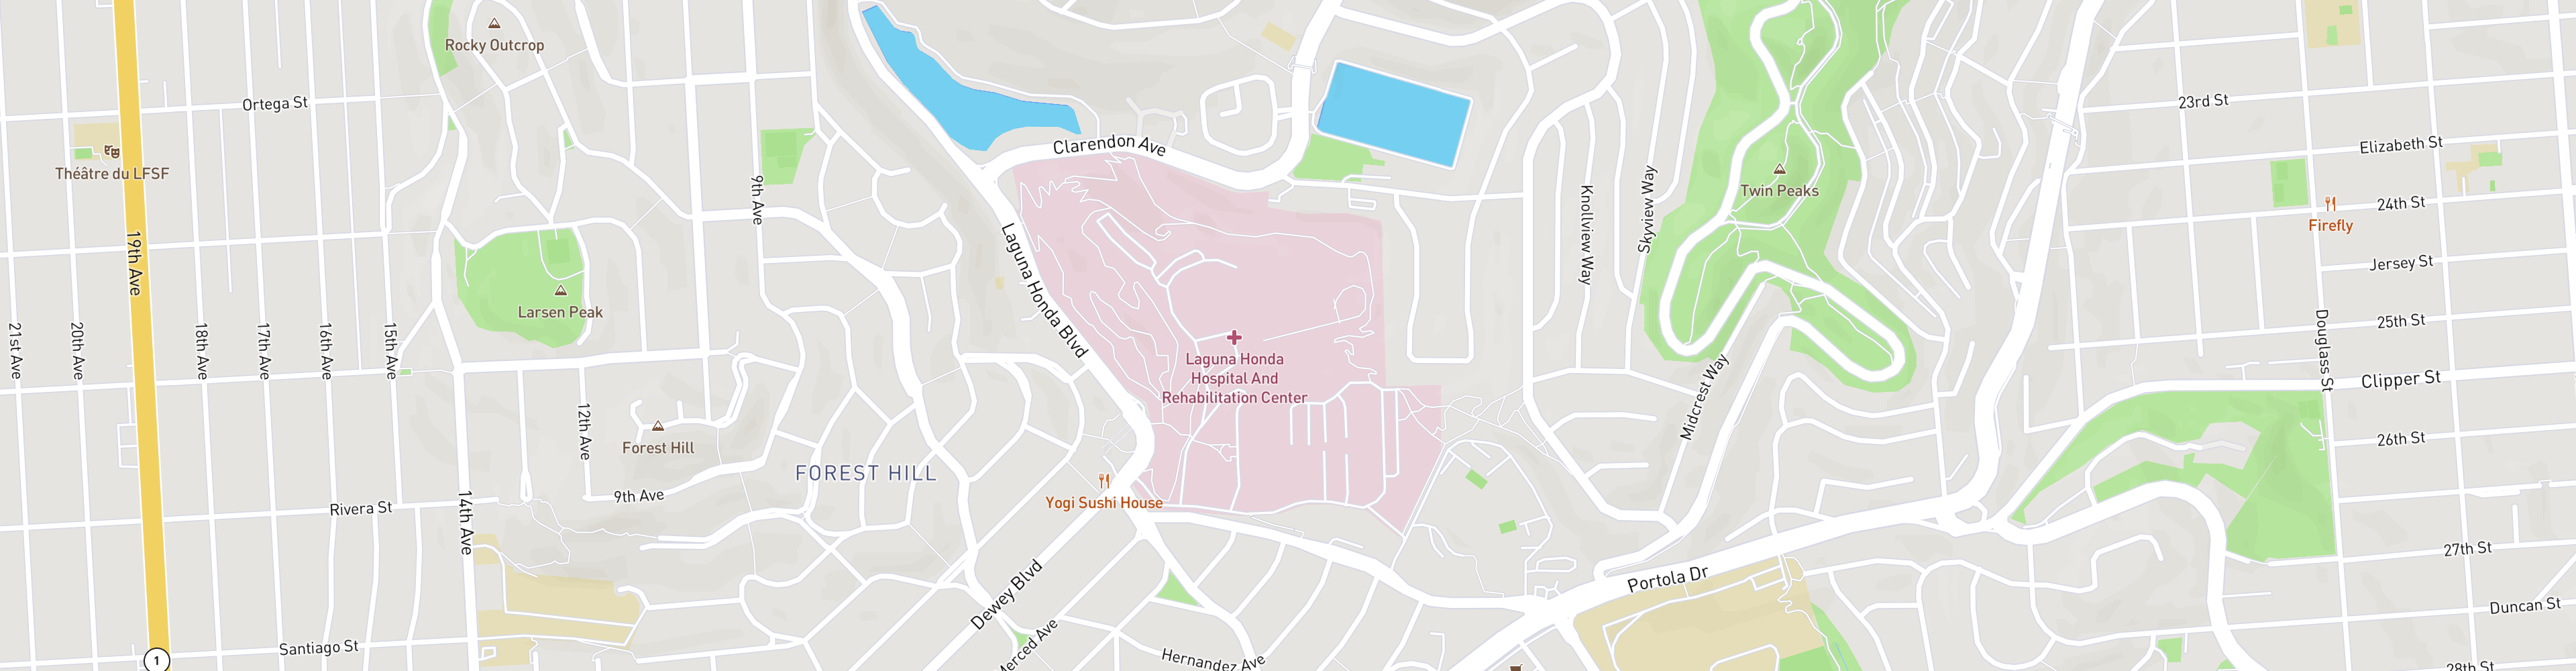 Rocky Outcrop
Ortega St
Théâtre du LFSF
Clarendon Ave
23rd St
Elizabeth St
Twin Peaks
24th St
Firefly
9th Ave
Knollview Way
Skyview Way
19th Ave
Laguna Honda Blvd
Jersey St
Larsen Peak
21st Ave
20th Ave
18th Ave
17th Ave
16th Ave
15th Ave
25th St
Douglass St
Laguna Honda
Hospital And
Rehabilitation Center
Midcrest Way
Clipper St
12th Ave
Forest Hill
26th St
FOREST HILL
9th Ave
Yogi Sushi House
Rivera St
14th Ave
27th St
Portola Dr
Dewey Blvd
Duncan St
Santiago St
Merced Ave
Hernandez Ave
1
28th St